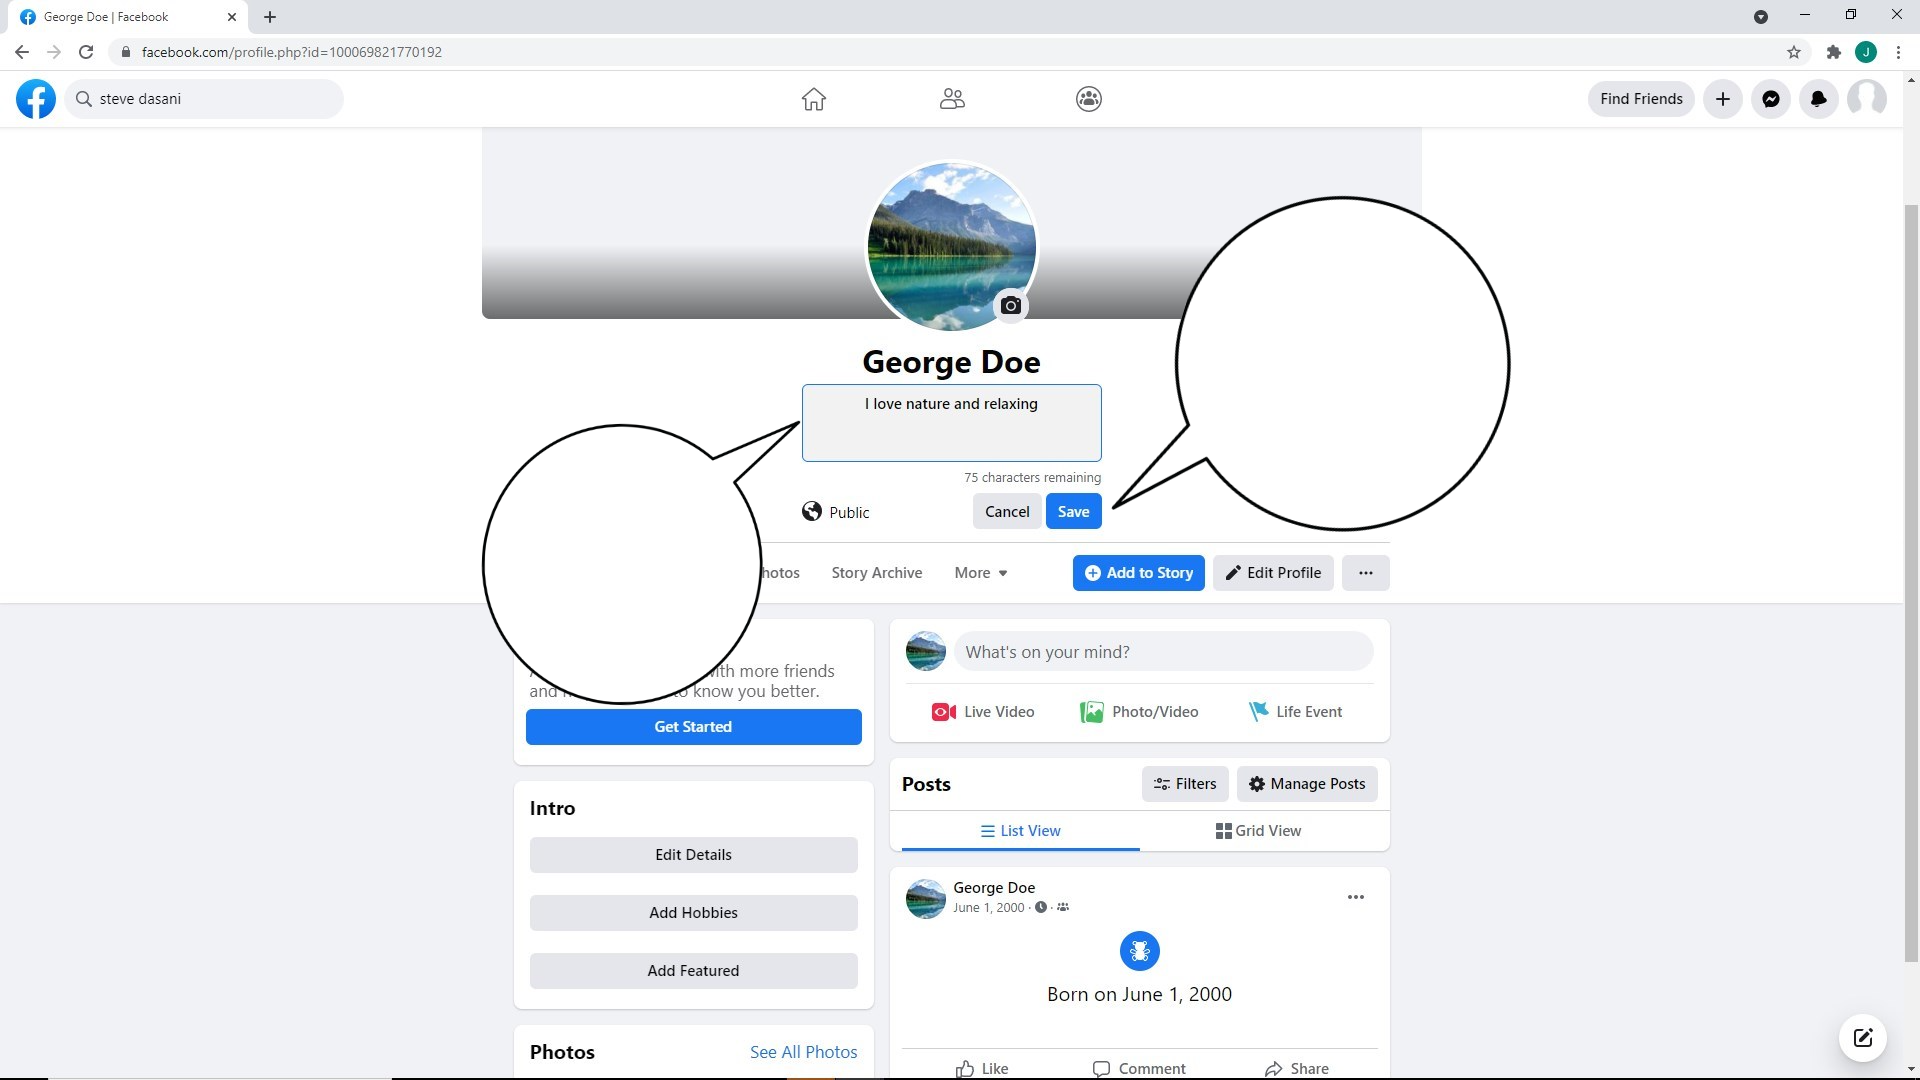 George Doe | Facebook
facebook.com/profile.php?id=100069821770192
J
steve dasani
Find Friends
George Doe
I love nature and relaxing
75 characters remaining
Public
Cancel
Save
hotos
Story Archive
More
Add to Story
Edit Profile
with more friends
and
know you better.
Get Started
What's on your mind?
Live Video
Photo/Video
Life Event
Intro
Edit Details
Add Hobbies
Add Featured
Posts
Filters
Manage Posts
List View
Grid View
George Doe
June 1, 2000 ·
Born on June 1, 2000
Photos
See All Photos
Like
Comment
Share